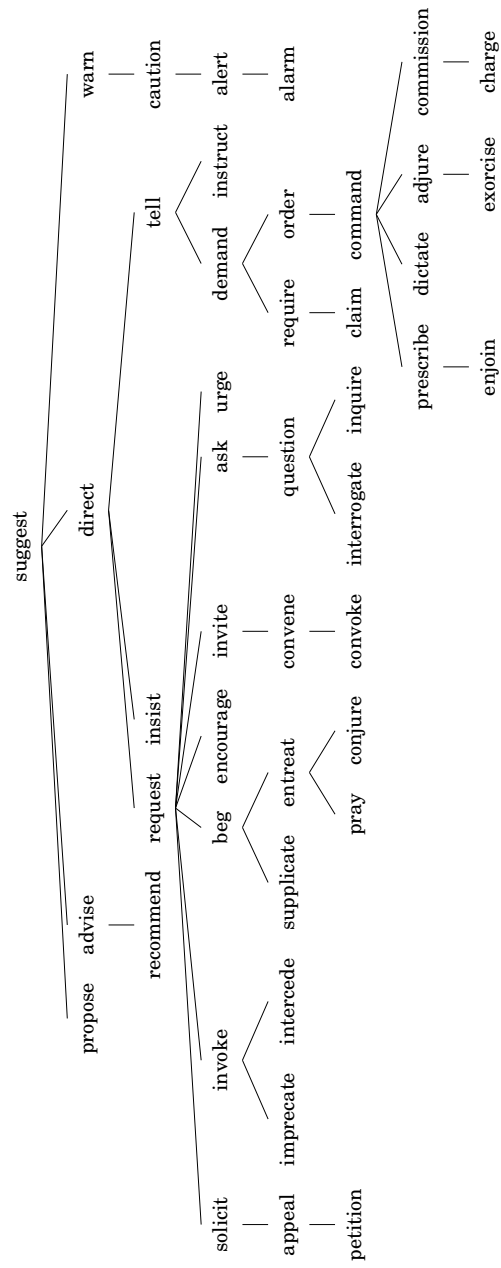 suggest
propose advise direct warn
recommend request insist tell caution
solicit invoke beg encourage invite ask urge demand instruct alert
appeal imprecate intercede supplicate entreat convene question require order alarm
petition pray conjure convoke interrogate inquire claim command
prescribe dictate adjure commission
enjoin exorcise charge